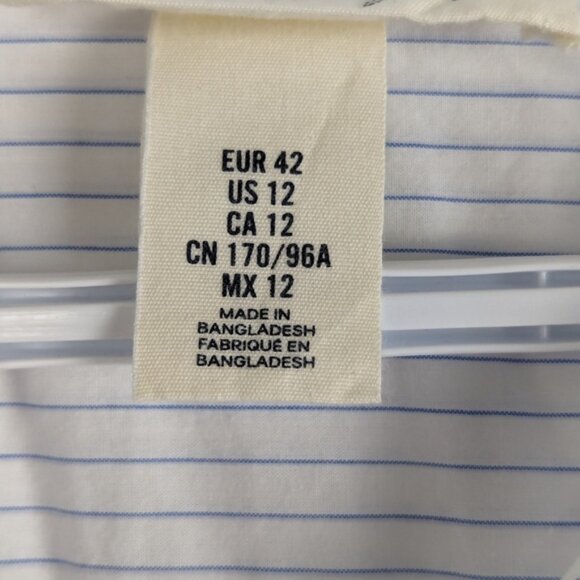 EUR 42
US 12
CA 12
CN 170/96A
MX 12
MADE IN
BANGLADESH
FABRIQUÉ EN
BANGLADESH